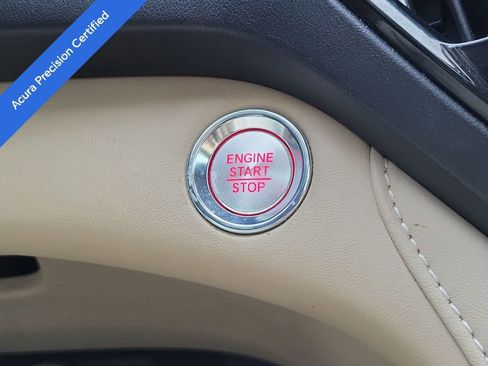 Acura Precision Certified
ENGINE
START
STOP